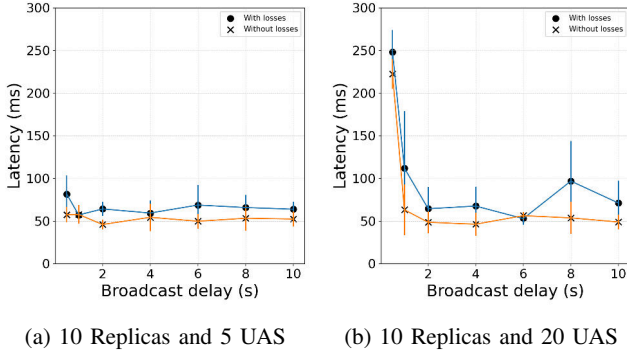 300
250
200
150
100
50
0
Latency (ms)
With losses
Without losses
2 4 6 8 10
Broadcast delay (s)
(a) 10 Replicas and 5 UAS
300
250
200
150
100
50
0
Latency (ms)
With losses
Without losses
2 4 6 8 10
Broadcast delay (s)
(b) 10 Replicas and 20 UAS